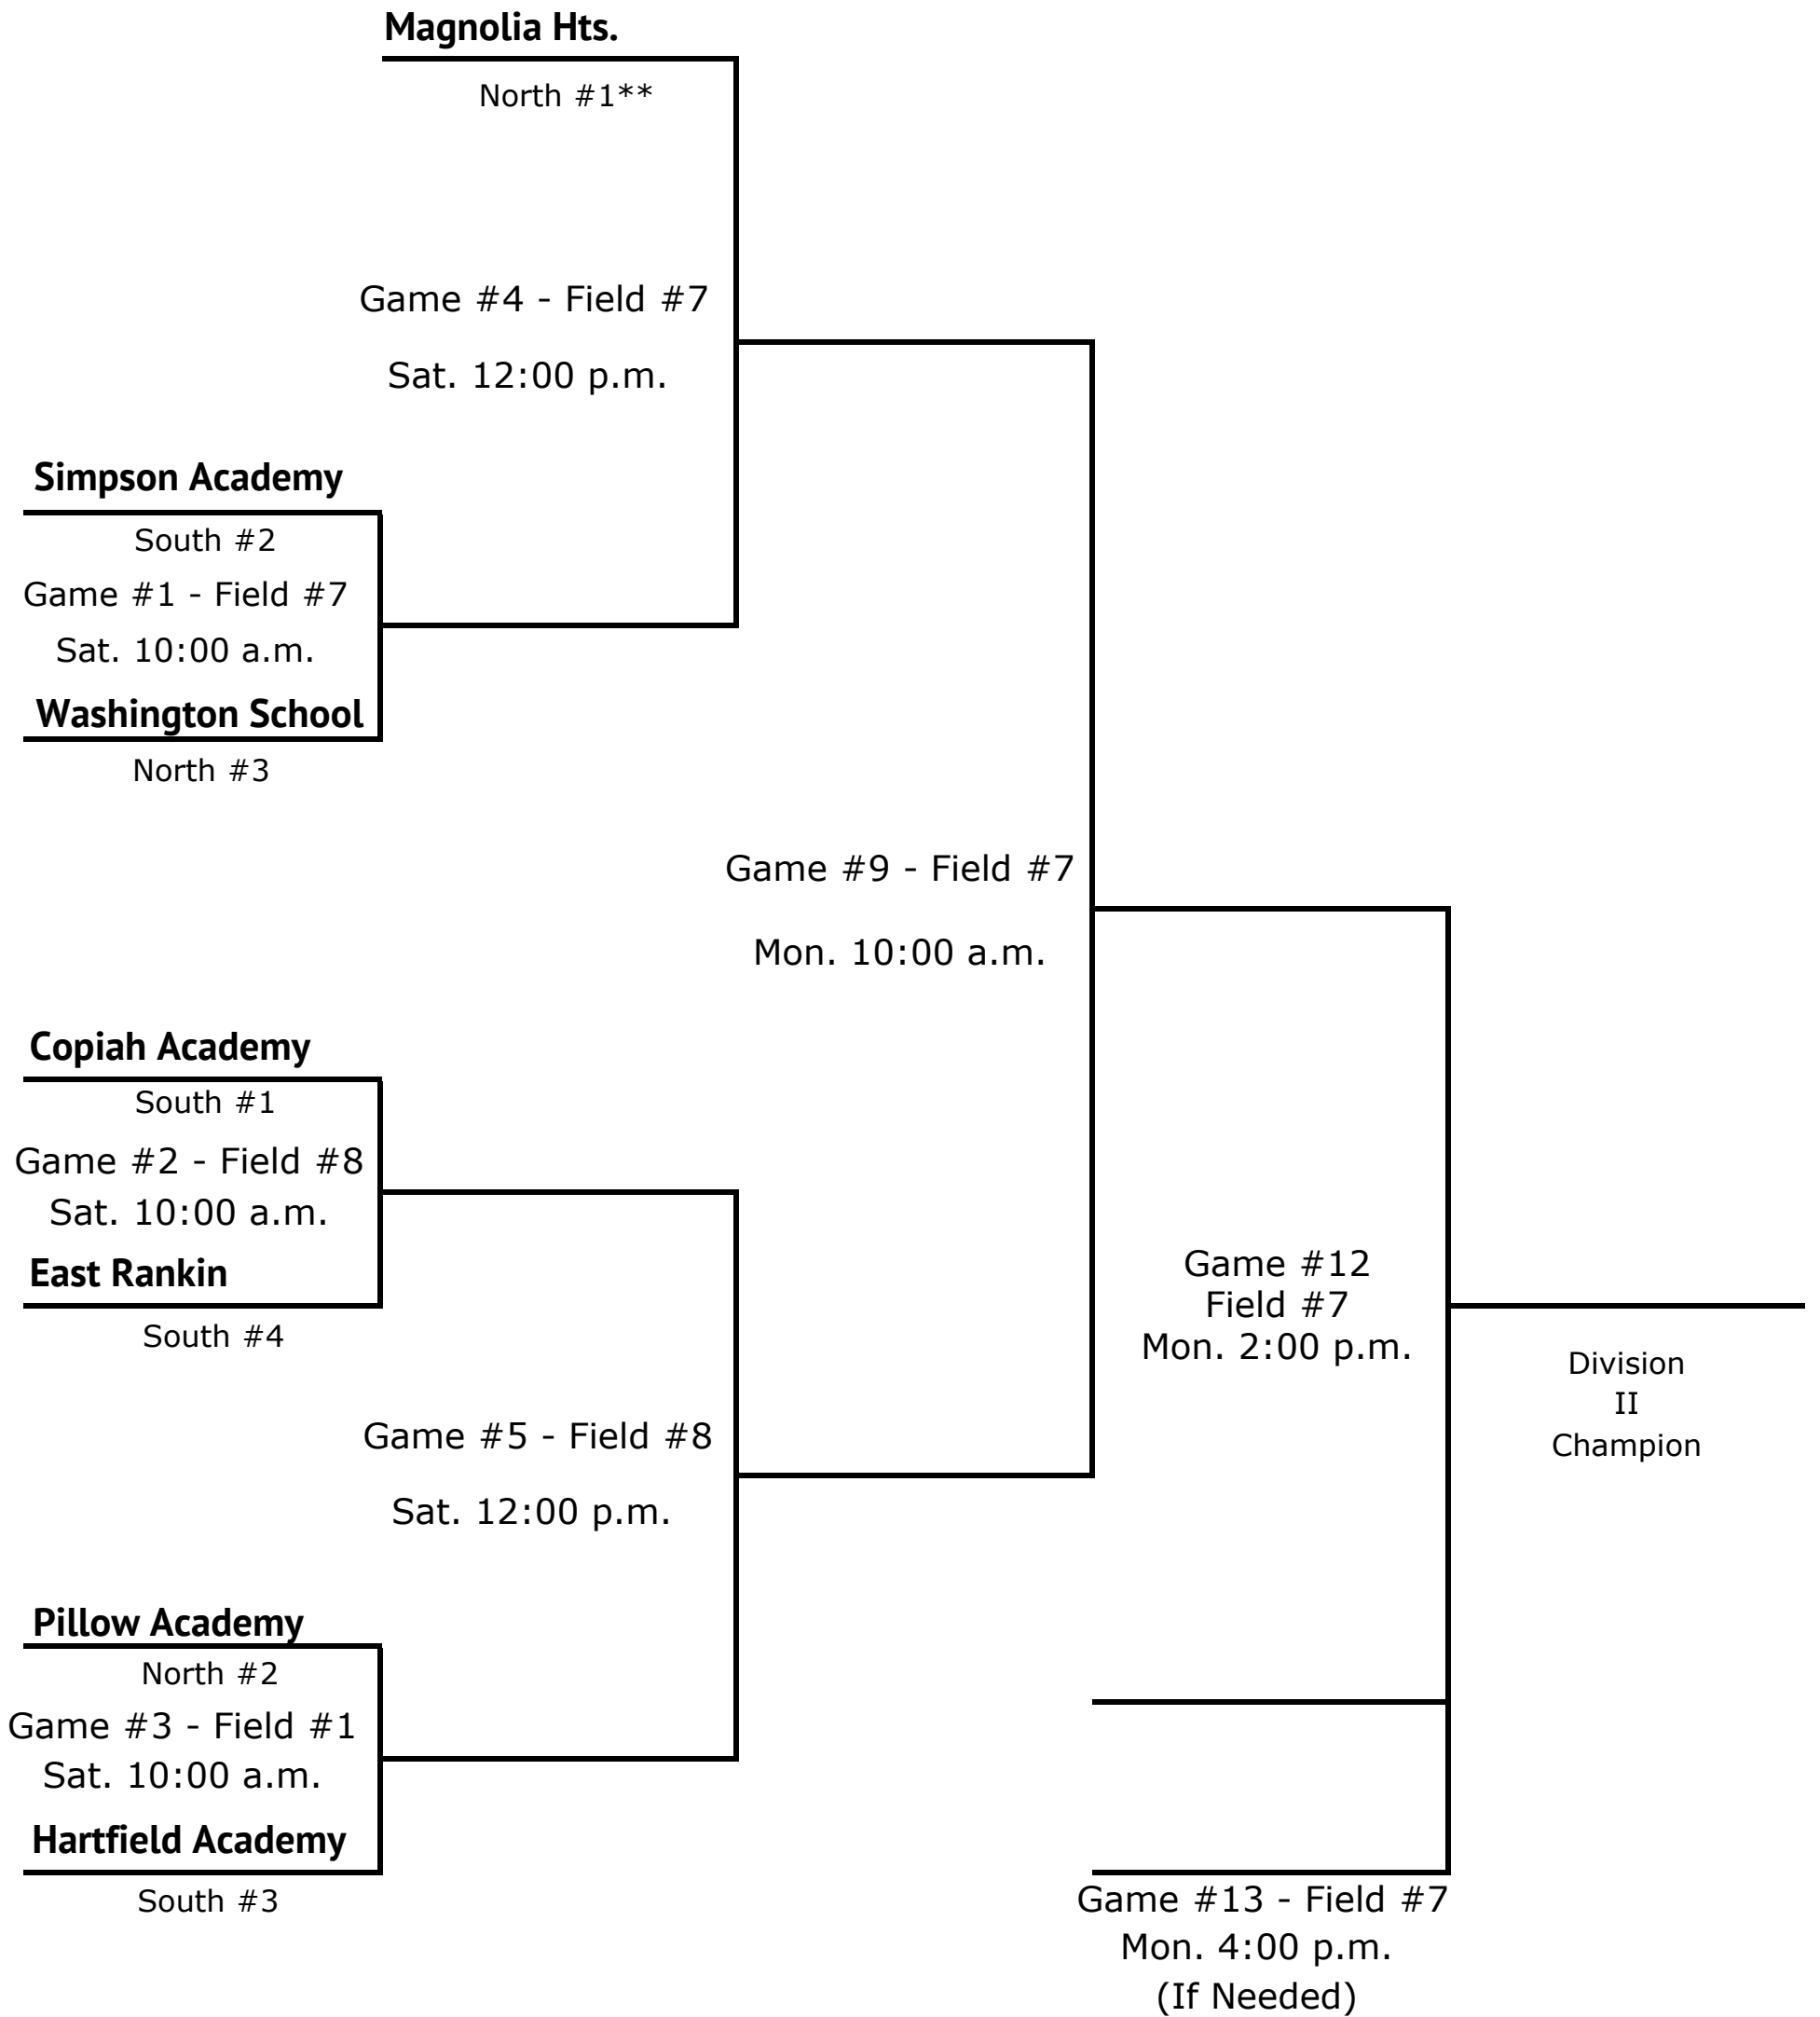 Magnolia Hts.
North #1**
Game #4 - Field #7
Sat. 12:00 p.m.
Simpson Academy
South #2
Game #1 - Field #7
Sat. 10:00 a.m.
Washington School
North #3
Game #9 - Field #7
Mon. 10:00 a.m.
Copiah Academy
South #1
Game #2 - Field #8
Sat. 10:00 a.m.
East Rankin
South #4
Game #12
Field #7
Mon. 2:00 p.m.
Division
II
Champion
Game #5 - Field #8
Sat. 12:00 p.m.
Pillow Academy
North #2
Game #3 - Field #1
Sat. 10:00 a.m.
Hartfield Academy
South #3
Game #13 - Field #7
Mon. 4:00 p.m.
(If Needed)